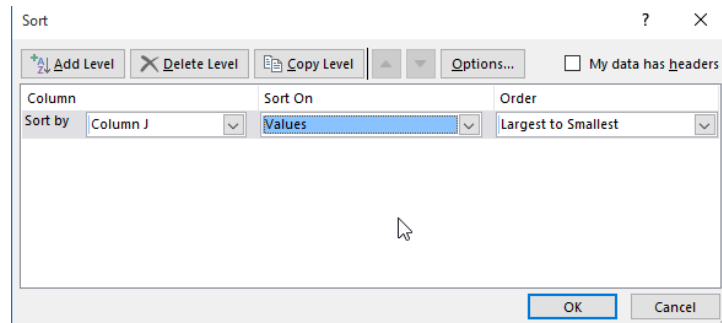 Sort ? X
Add Level Delete Level Copy Level Options... My data has headers
Column Sort On Order
Sort by Column J Values Largest to Smallest
OK Cancel